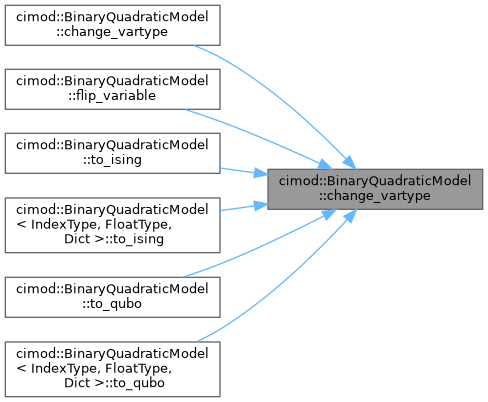 cimod::BinaryQuadraticModel
::change_vartype
cimod::BinaryQuadraticModel
::flip_variable
cimod::BinaryQuadraticModel
::to_ising
cimod::BinaryQuadraticModel
< IndexType, FloatType,
Dict >::to_ising
cimod::BinaryQuadraticModel
::to_qubo
cimod::BinaryQuadraticModel
< IndexType, FloatType,
Dict >::to_qubo
cimod::BinaryQuadraticModel
::change_vartype